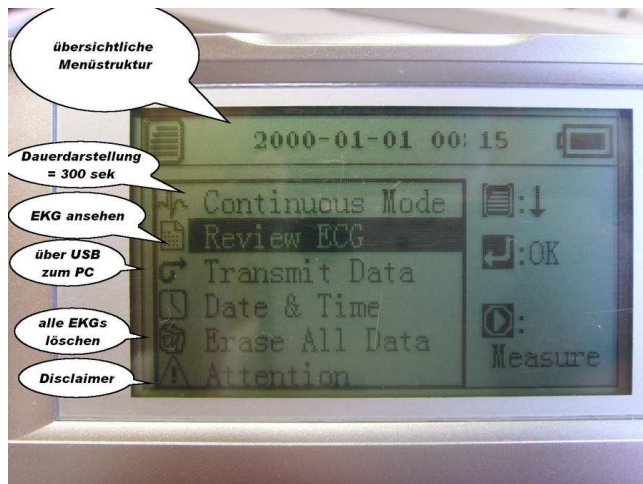 übersichtliche
Menüstruktur
2000-01-01 00:15
Dauerdarstellung
= 300 sek
Continuous Mode
:↓
EKG ansehen
Review ECG
:OK
über USB
zum PC
Transmit Data
Date & Time
alle EKGs
löschen
Erase All Data
:
Measure
Disclaimer
Attention